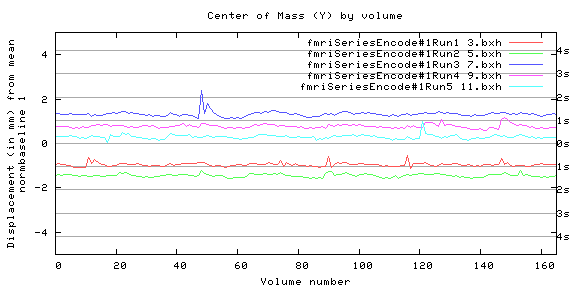 Center of Mass (Y) by volume
fmriSeriesEncode#1Run1 3.bxh
fmriSeriesEncode#1Run2 5.bxh
fmriSeriesEncode#1Run3 7.bxh
fmriSeriesEncode#1Run4 9.bxh
fmriSeriesEncode#1Run5 11.bxh
Displacement (in mm) from mean
normbaseline 1
4
2
0
-2
-4
4s
3s
2s
1s
0s
1s
2s
3s
4s
0 20 40 60 80 100 120 140 160
Volume number